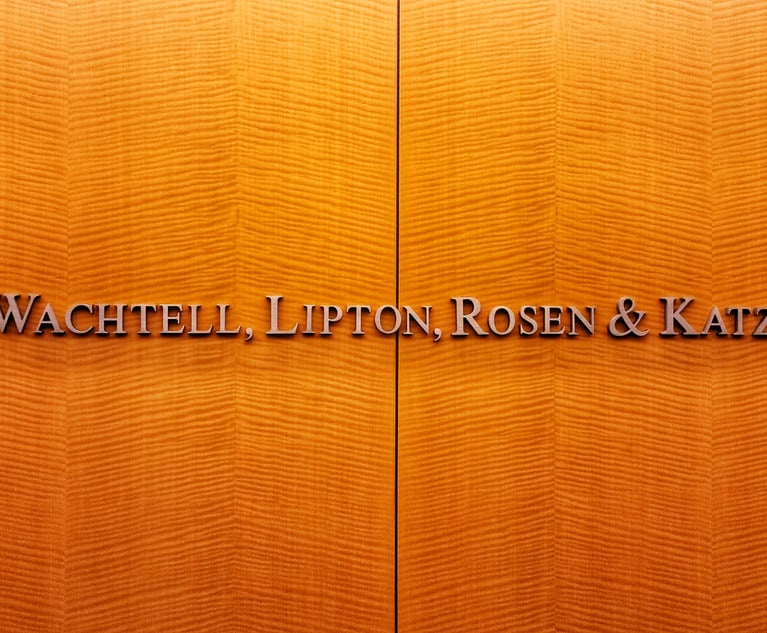 WACHTELL, LIPTON, ROSEN & KATZ